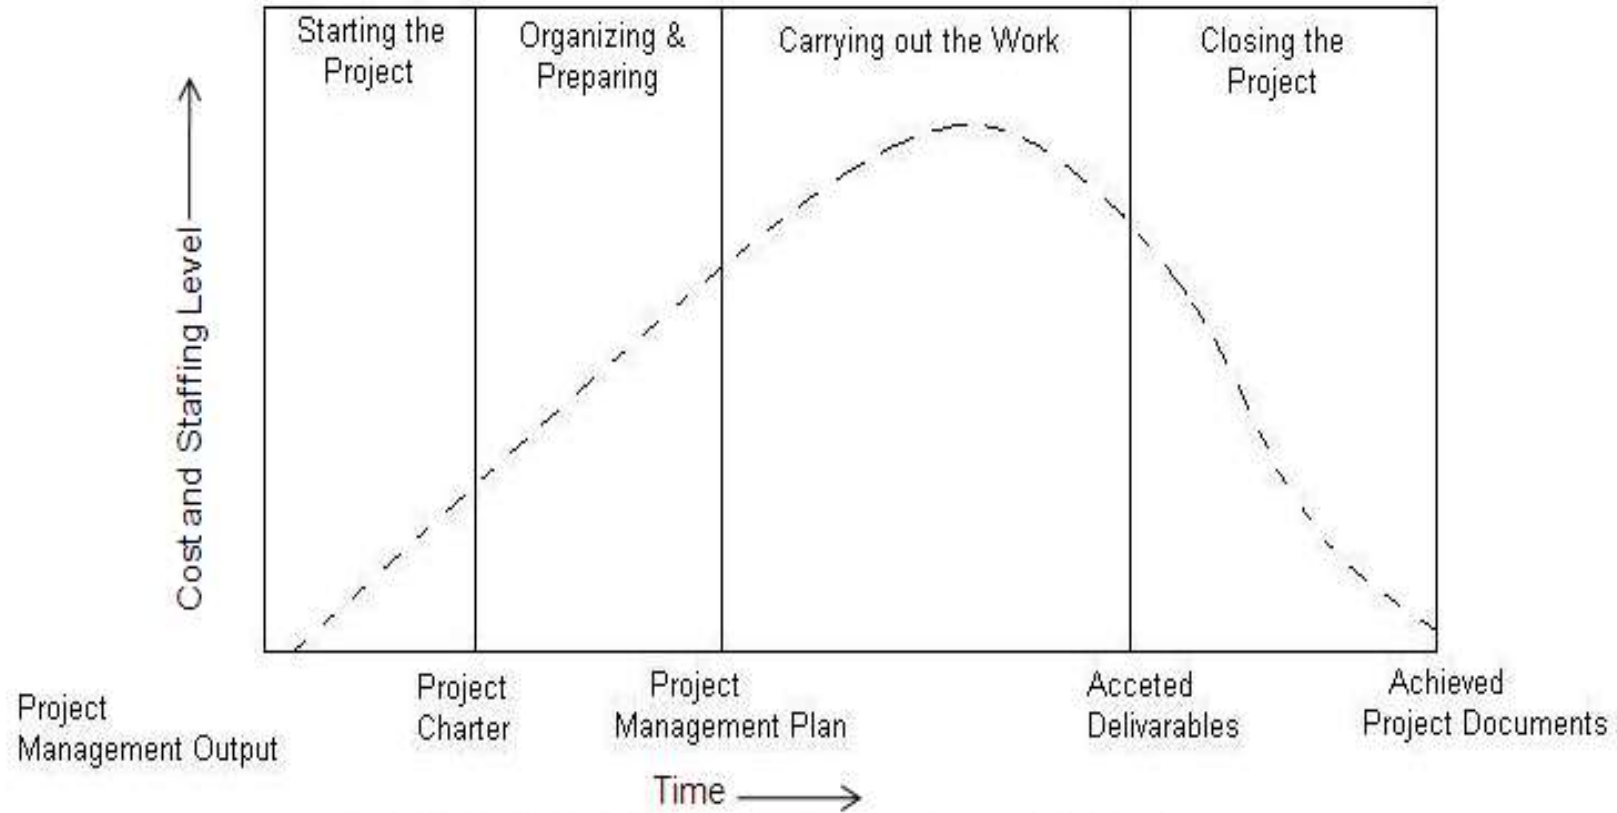 Starting the
Project
Organizing &
Preparing
Carrying out the Work
Closing the
Project
Cost and Staffing Level
Project
Management Output
Project
Charter
Project
Management Plan
Acceted
Delivarables
Achieved
Project Documents
Time